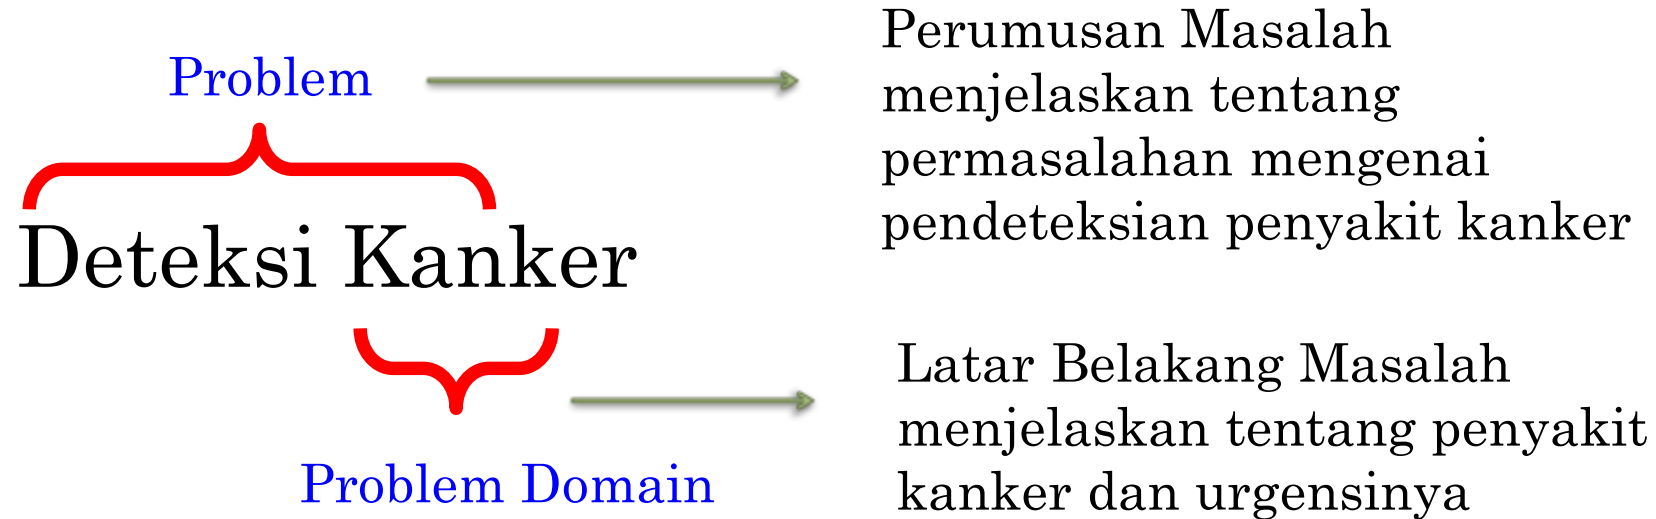 Problem
Perumusan Masalah
menjelaskan tentang
permasalahan mengenai
pendeteksian penyakit kanker
Deteksi Kanker
Latar Belakang Masalah
menjelaskan tentang penyakit
kanker dan urgensinya
Problem Domain